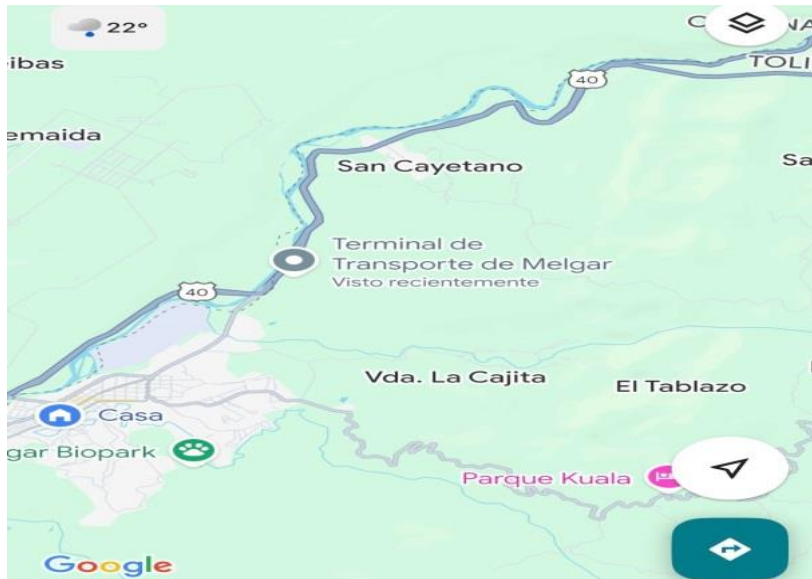 22°
ibas
40
TOLI
emaida
San Cayetano
Sa
Terminal de
Transporte de Melgar
Visto recientemente
40
Vda. La Cajita
El Tablazo
Casa
gar Biopark
Parque Kuala
Google